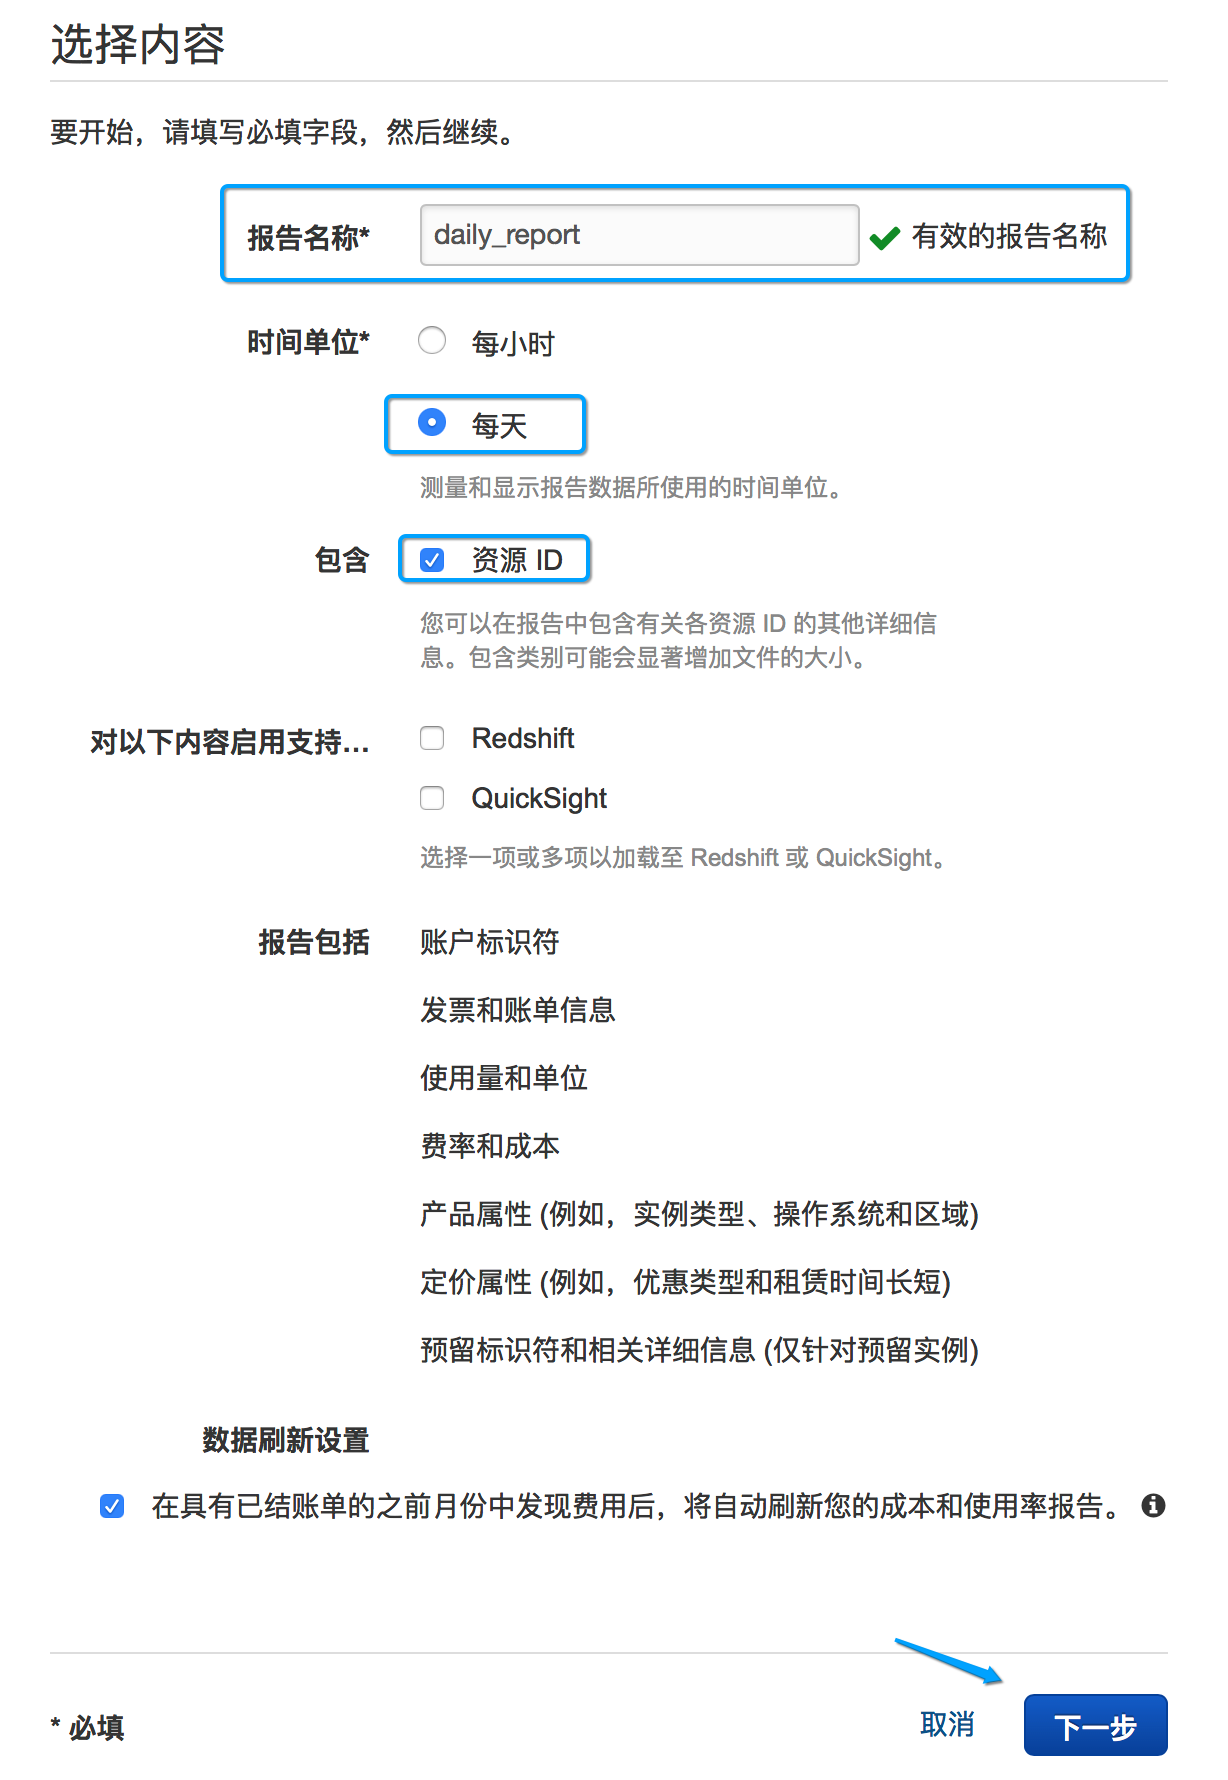 选择内容
要开始，请填写必填字段，然后继续。
报告名称* daily_report 有效的报告名称
时间单位* 每小时
每天
测量和显示报告数据所使用的时间单位。
包含 资源 ID
您可以在报告中包含有关各资源 ID 的其他详细信
息。包含类别可能会显著增加文件的大小。
对以下内容启用支持... Redshift
QuickSight
选择一项或多项以加载至 Redshift 或 QuickSight。
报告包括 账户标识符
发票和账单信息
使用量和单位
费率和成本
产品属性 (例如，实例类型、操作系统和区域)
定价属性 (例如，优惠类型和租赁时间长短)
预留标识符和相关详细信息 (仅针对预留实例)
数据刷新设置
在具有已结账单的之前月份中发现费用后，将自动刷新您的成本和使用率报告。
* 必填 取消 下一步